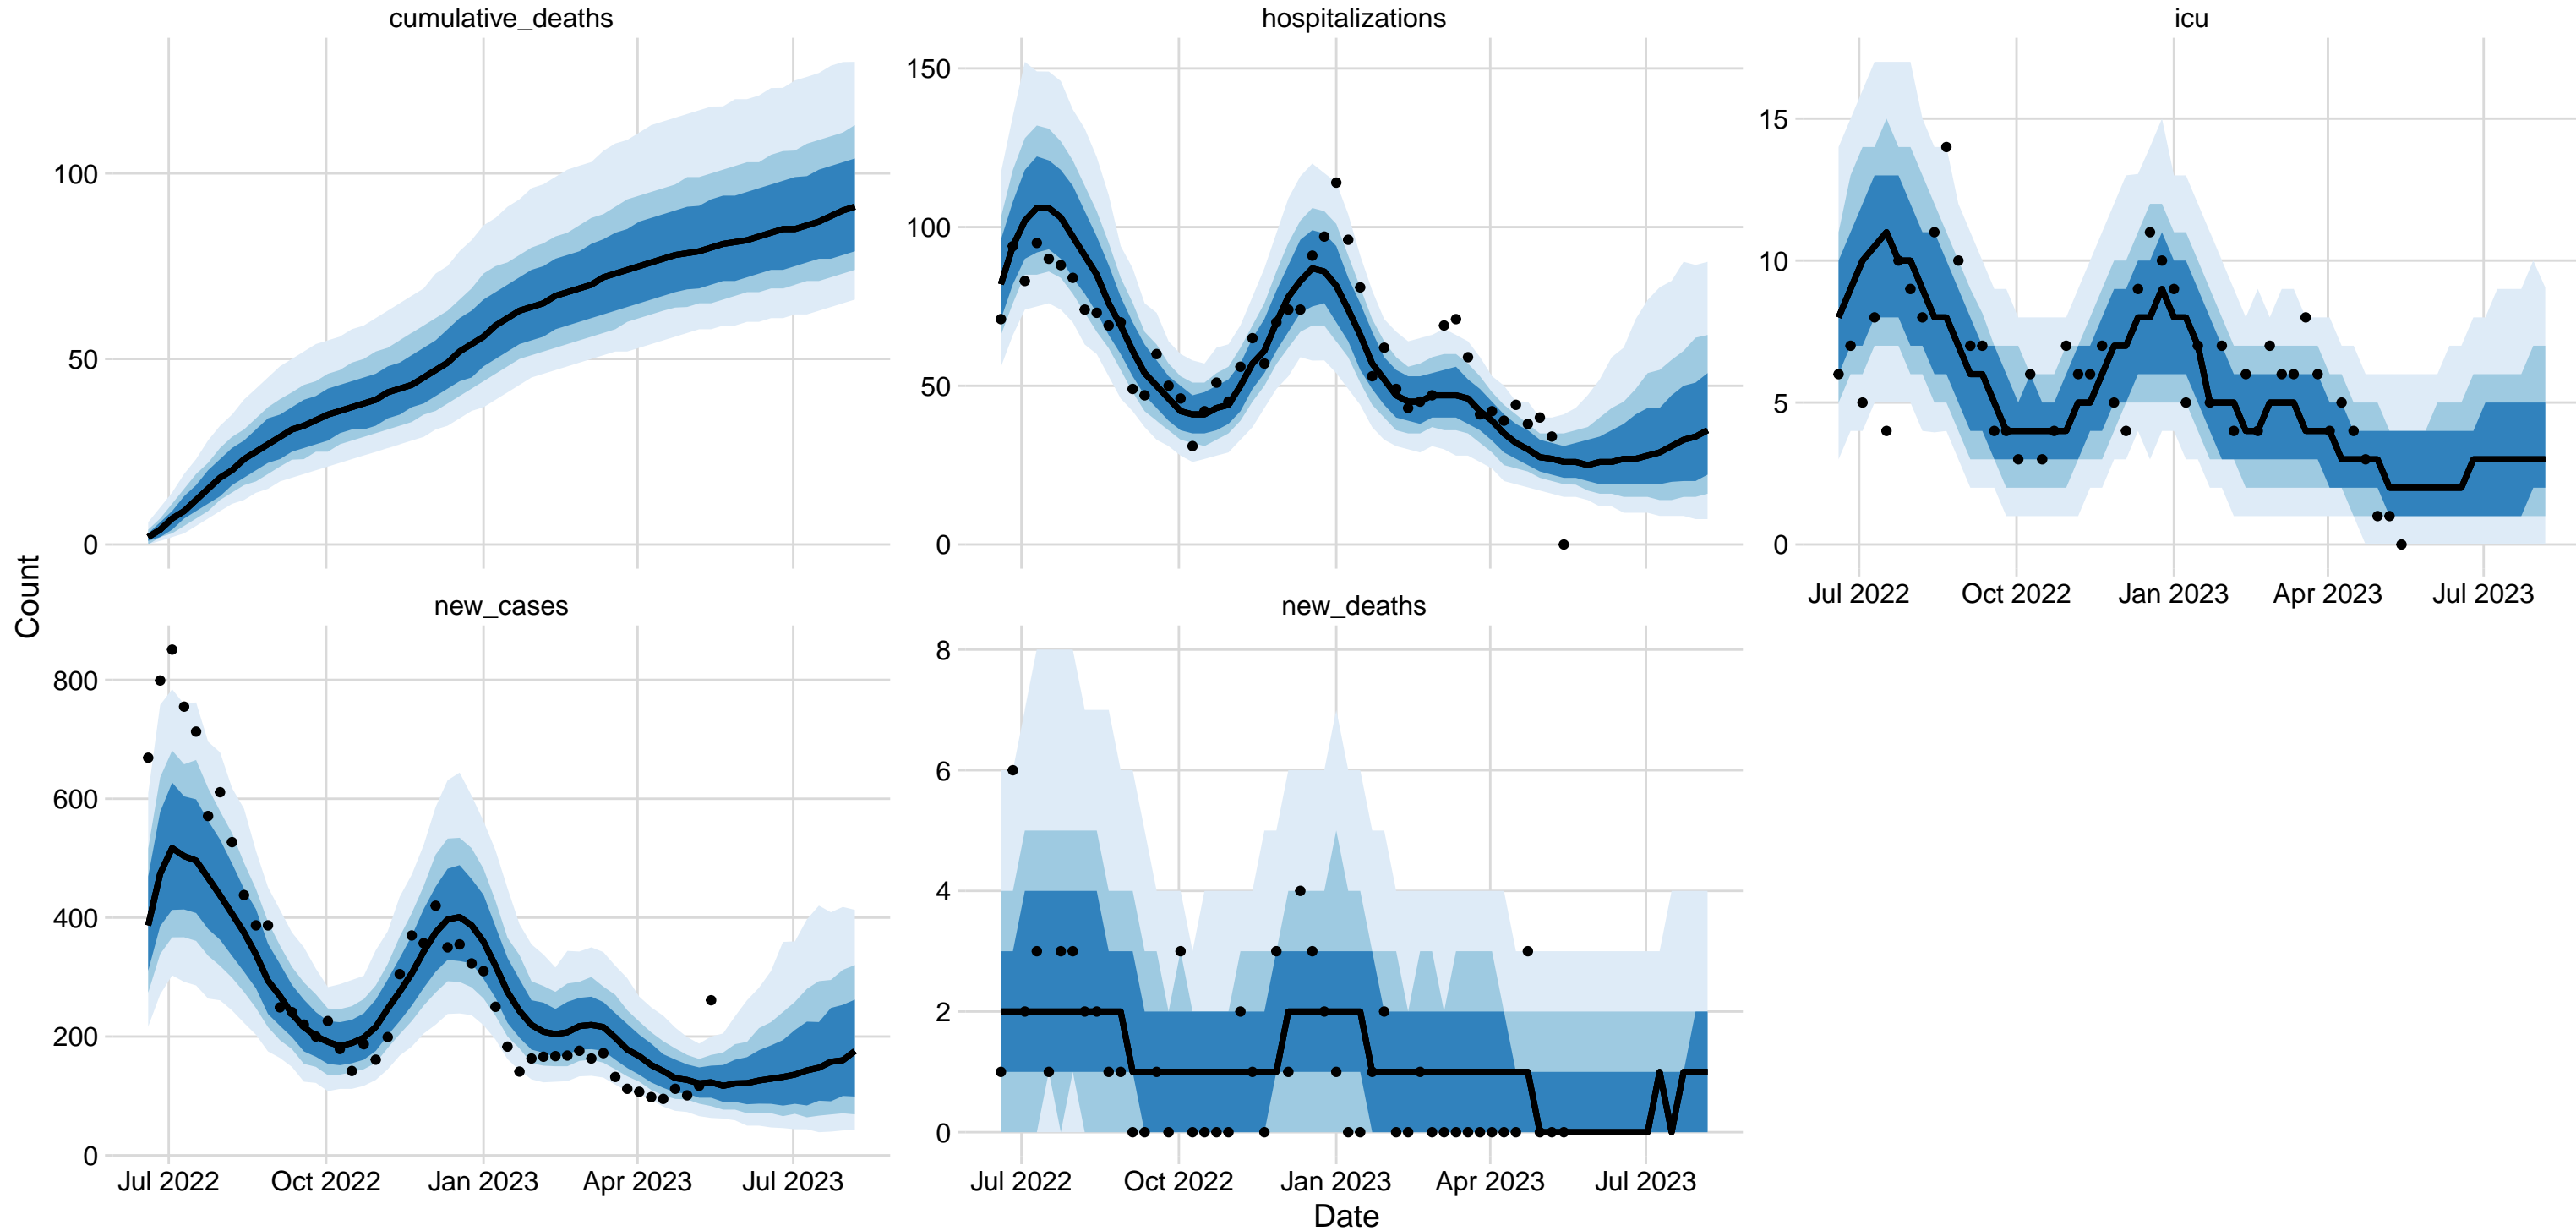 cumulative_deaths
hospitalizations
icu
100
50
0
150
100
50
0
15
10
5
0
Jul 2022
Oct 2022
Jan 2023
Apr 2023
Jul 2023
Count
new_cases
new_deaths
800
600
400
200
0
8
6
4
2
0
Jul 2022
Oct 2022
Jan 2023
Apr 2023
Jul 2023
Jul 2022
Oct 2022
Jan 2023
Apr 2023
Jul 2023
Date